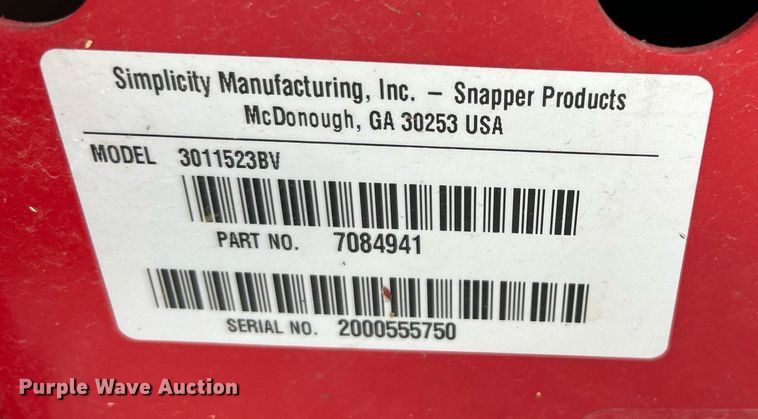 Simplicity Manufacturing, Inc. – Snapper Products
McDonough, GA 30253 USA
MODEL 3011523BV
PART NO. 7084941
SERIAL NO. 2000555750
Purple Wave Auction